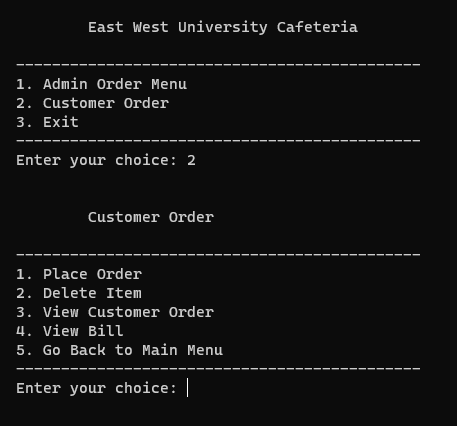 East West University Cafeteria
---------------------------------------------
1. Admin Order Menu
2. Customer Order
3. Exit
---------------------------------------------
Enter your choice: 2
Customer Order
---------------------------------------------
1. Place Order
2. Delete Item
3. View Customer Order
4. View Bill
5. Go Back to Main Menu
---------------------------------------------
Enter your choice: